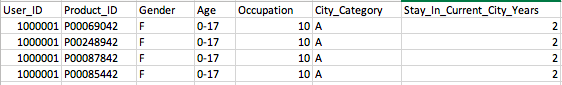 User_ID Product_ID Gender Age Occupation City_Category Stay_In_Current_City_Years
1000001 P00069042 F 0-17 10 A 2
1000001 P00248942 F 0-17 10 A 2
1000001 P00087842 F 0-17 10 A 2
1000001 P00085442 F 0-17 10 A 2